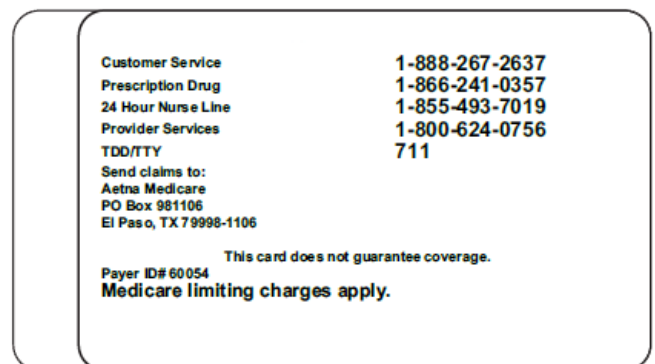 Customer Service 1-888-267-2637
Prescription Drug 1-866-241-0357
24 Hour Nurse Line 1-855-493-7019
Provider Services 1-800-624-0756
TDD/TTY 711
Send claims to:
Aetna Medicare
PO Box 981106
El Paso, TX 79998-1106
This card does not guarantee coverage.
Payer ID# 60054
Medicare limiting charges apply.